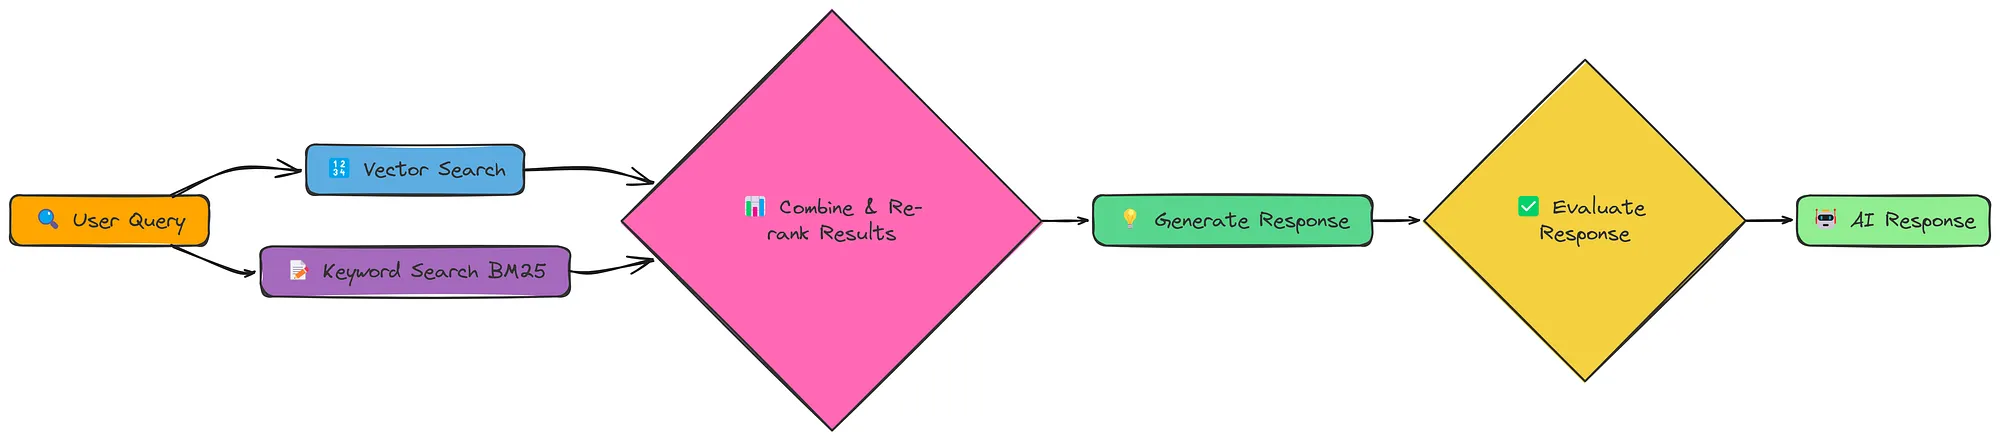 User Query
Vector Search
Keyword Search BM25
Combine & Re-
rank Results
Generate Response
Evaluate
Response
AI Response